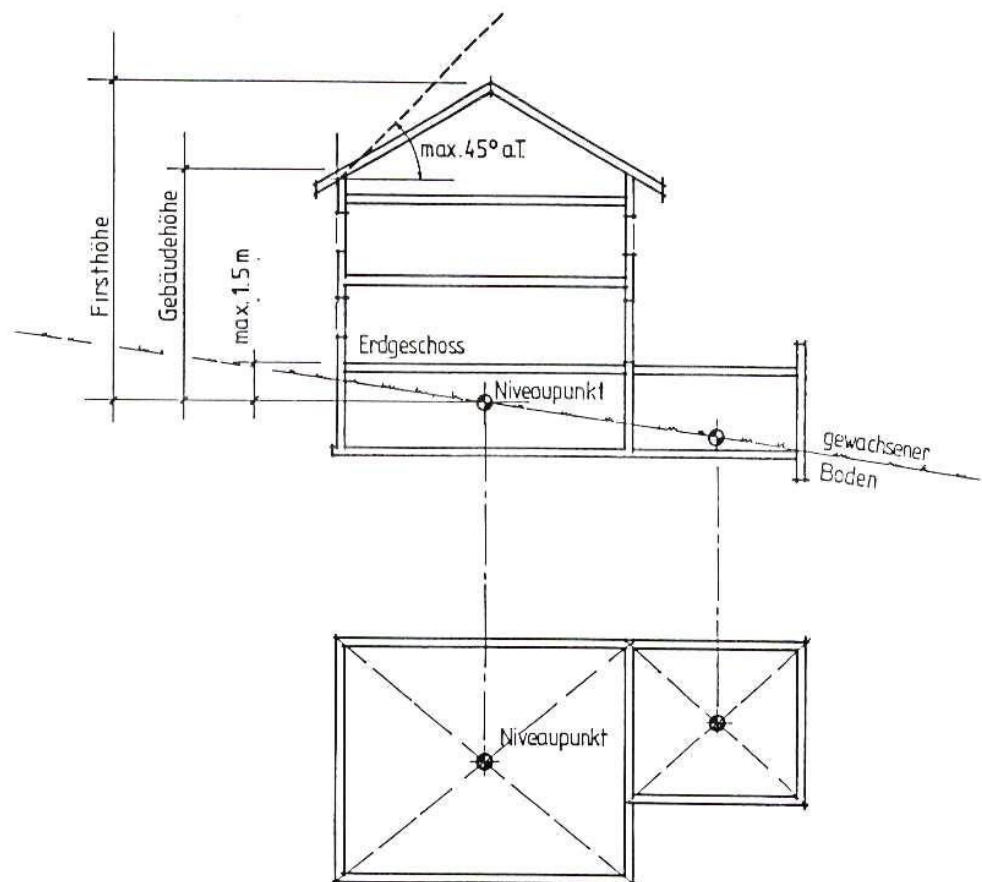 max. 45° a.T.
Firsthöhe
Gebäudehöhe
max. 1.5 m
Erdgeschoss
Niveaupunkt
gewachsener
Boden
Niveaupunkt